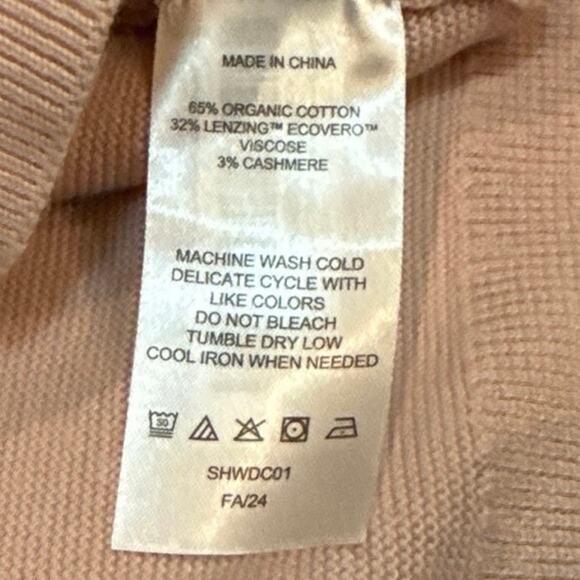 MADE IN CHINA
65% ORGANIC COTTON
32% LENZING™ ECOVERO™
VISCOSE
3% CASHMERE
MACHINE WASH COLD
DELICATE CYCLE WITH
LIKE COLORS
DO NOT BLEACH
TUMBLE DRY LOW
COOL IRON WHEN NEEDED
30
SHWDC01
FA/24